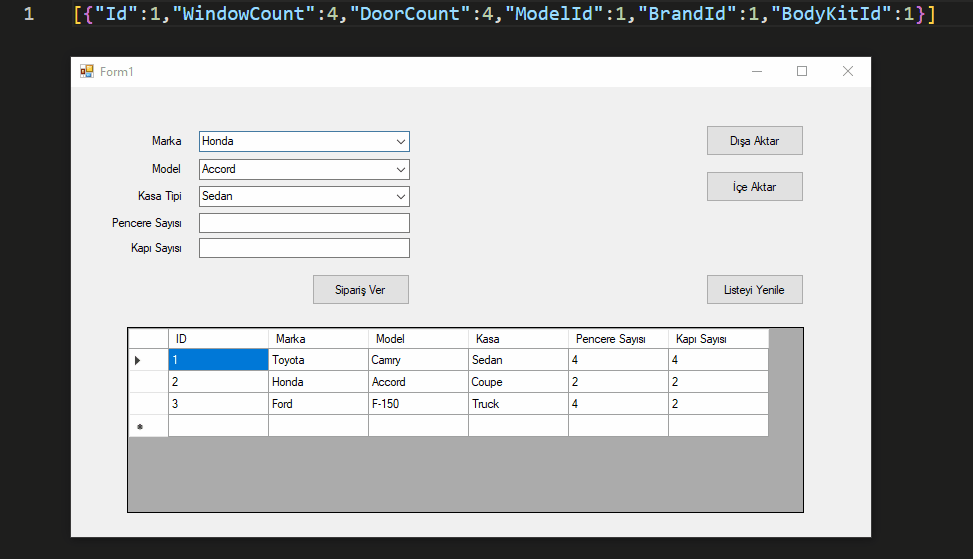 1 [{"Id":1,"WindowCount":4,"DoorCount":4,"ModelId":1,"BrandId":1,"BodyKitId":1}]
Form1
Marka Honda Dışa Aktar
Model Accord
Kasa Tipi Sedan İçe Aktar
Pencere Sayısı
Kapı Sayısı
Sipariş Ver Listeyi Yenile
ID Marka Model Kasa Pencere Sayısı Kapı Sayısı
1 Toyota Camry Sedan 4 4
2 Honda Accord Coupe 2 2
3 Ford F-150 Truck 4 2